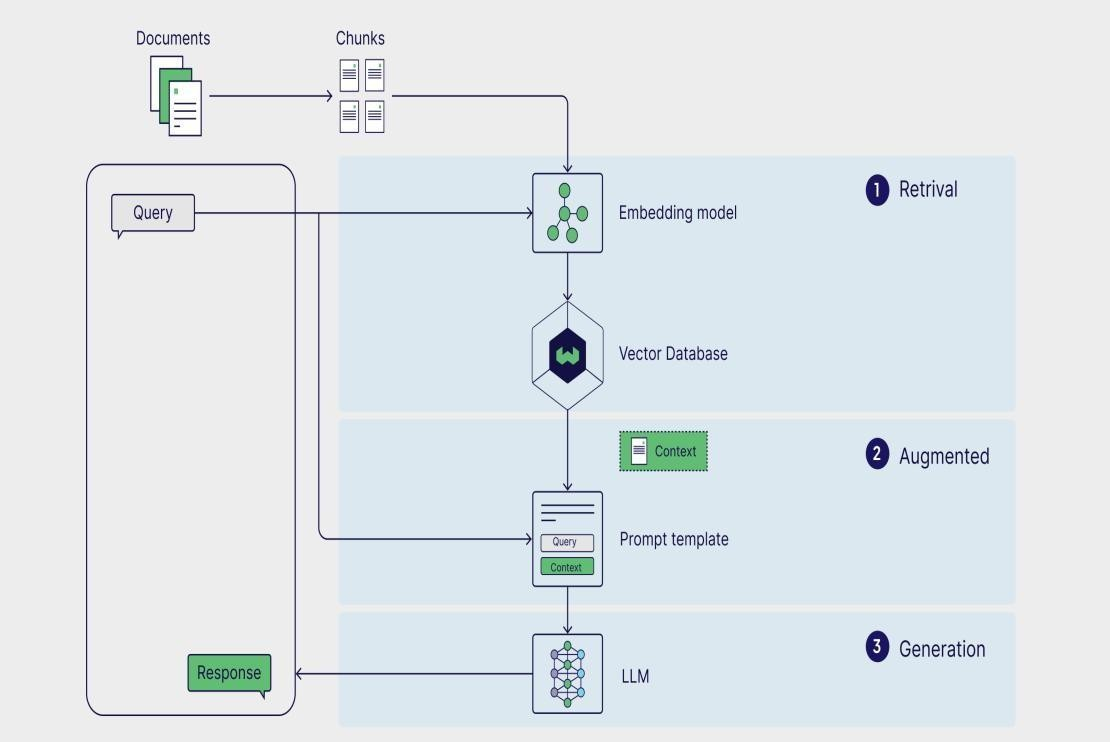 Documents
Chunks
Query
Embedding model
1 Retrival
Vector Database
Context
2 Augmented
Query
Context
Prompt template
Response
LLM
3 Generation